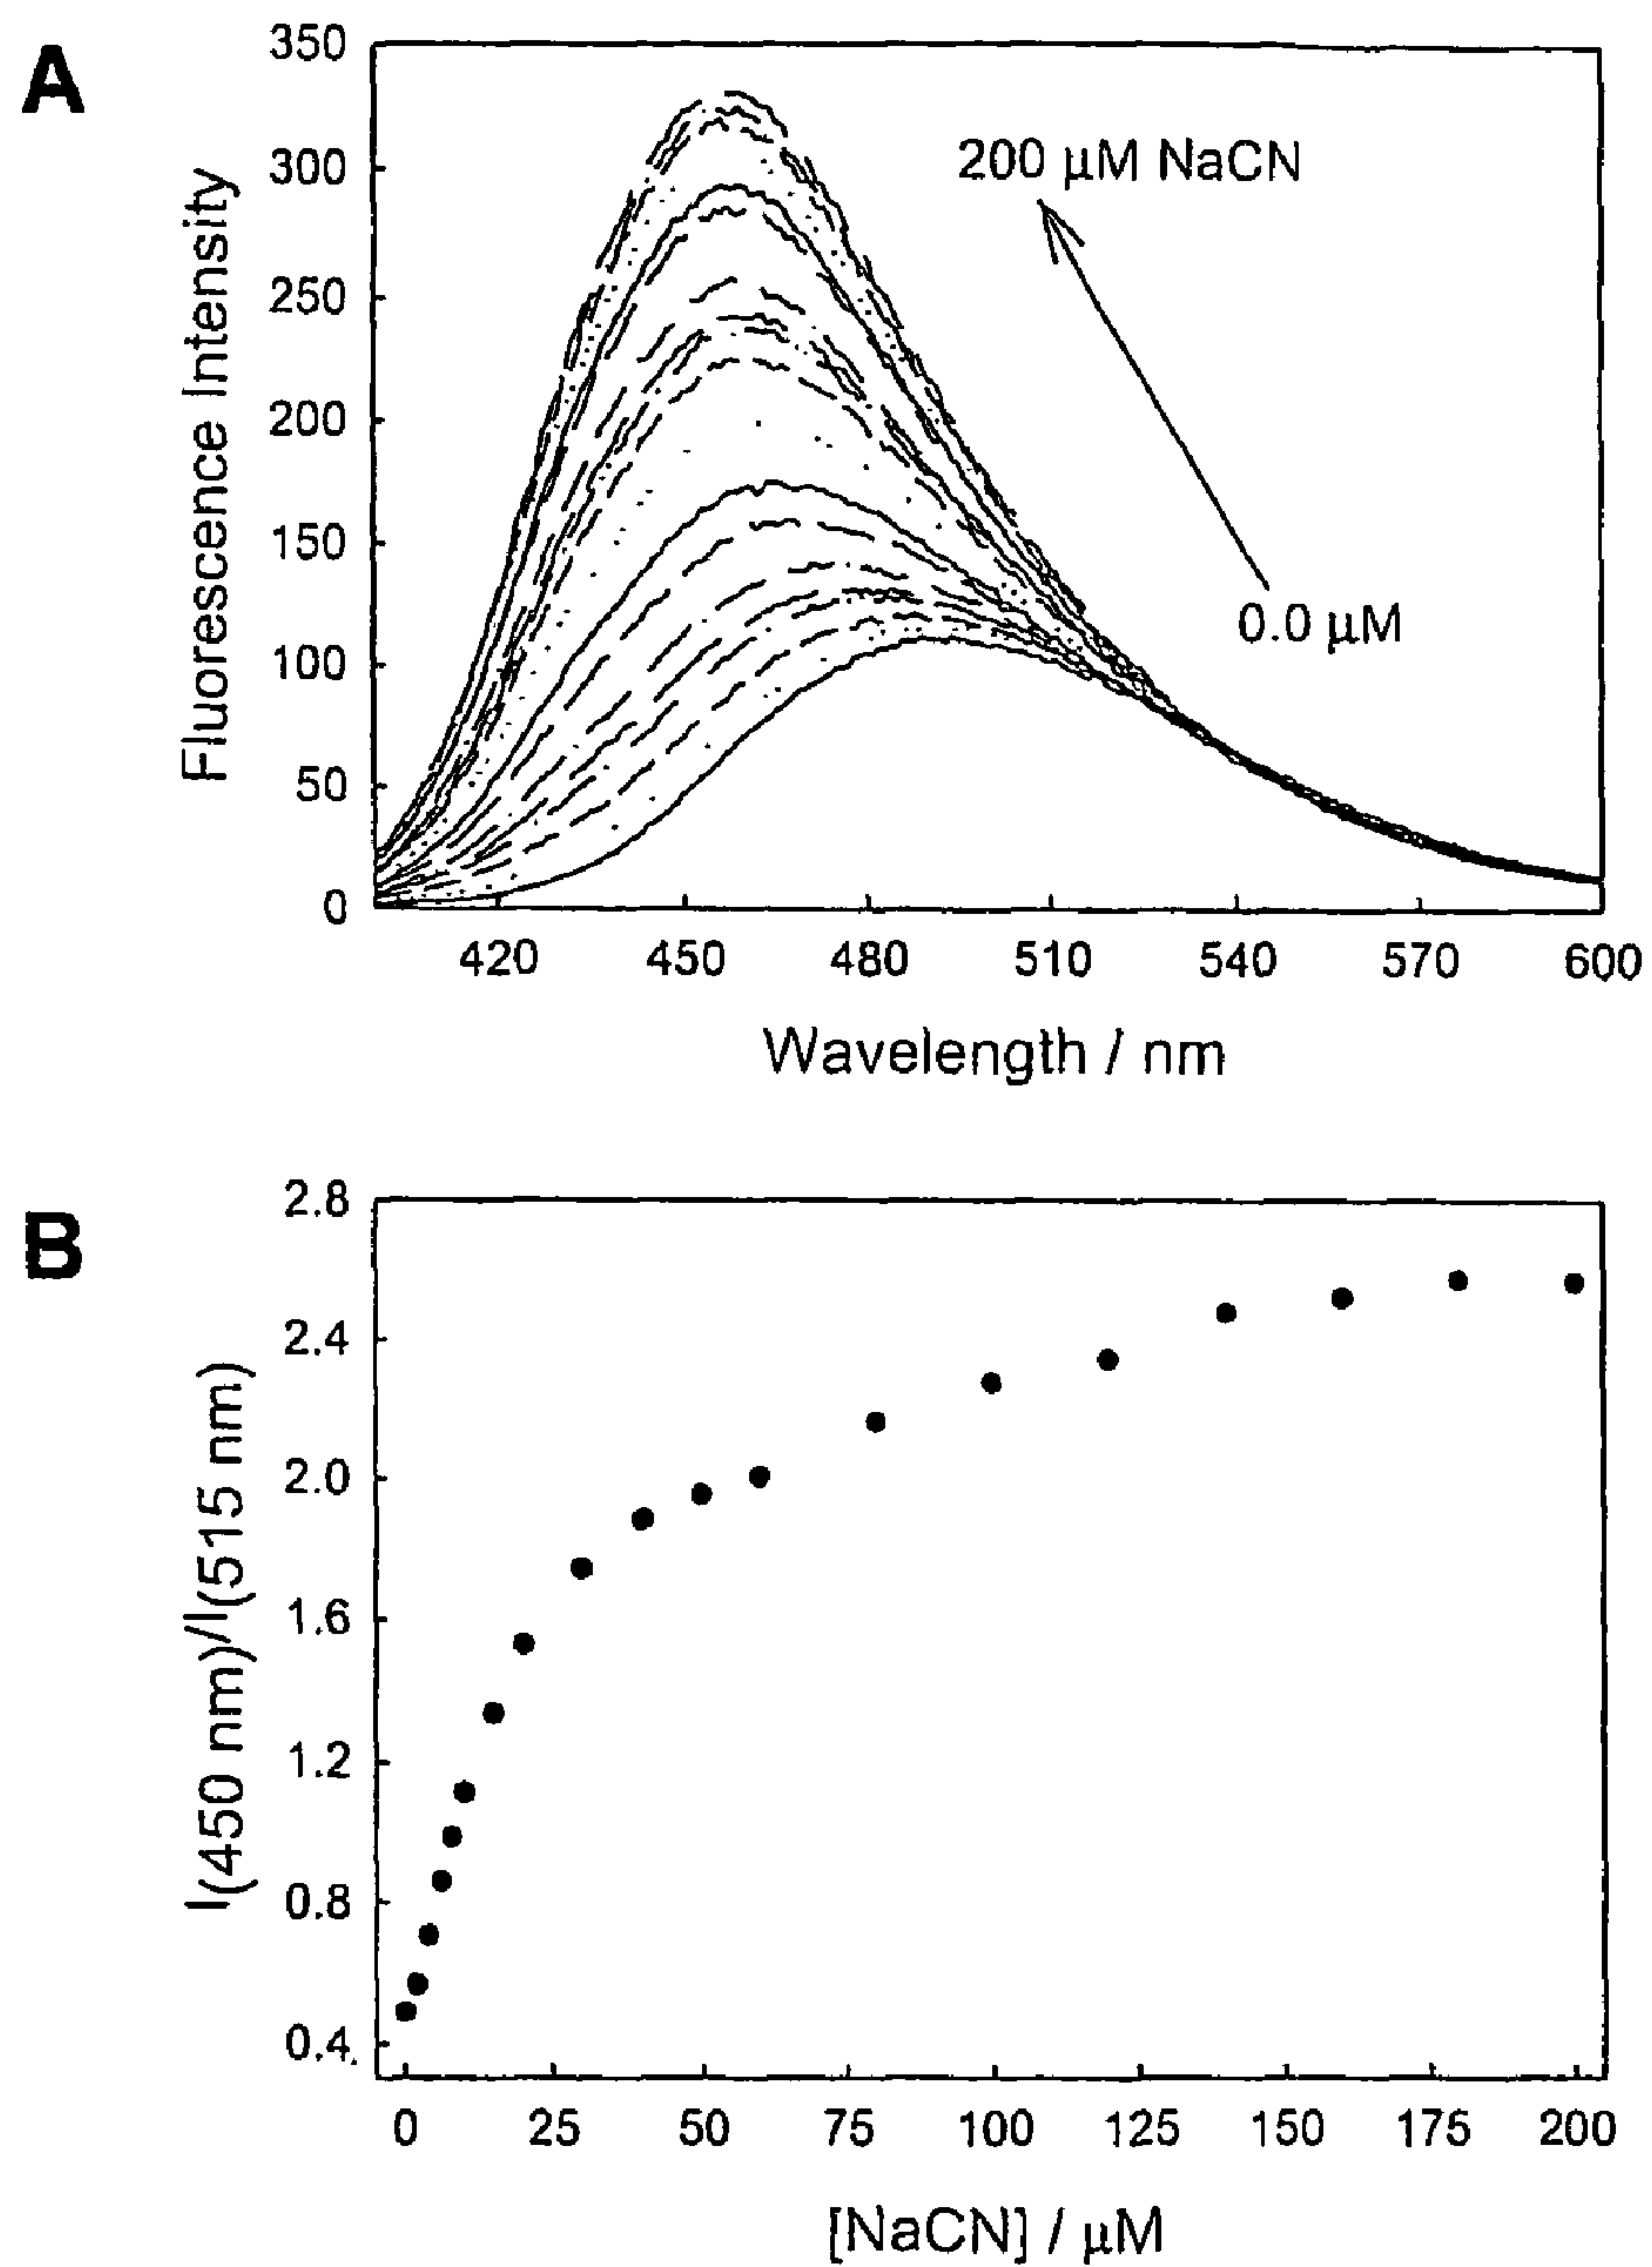 A
350
300
250
200
150
100
50
0
Fluorescence Intensity
200 μM NaCN
0.0 μM
420 450 480 510 540 570 600
Wavelength / nm
B
2.8
2.4
2.0
1.6
1.2
0.8
0.4
I(450 nm)/I(515 nm)
0 25 50 75 100 125 150 175 200
[NaCN] / μM